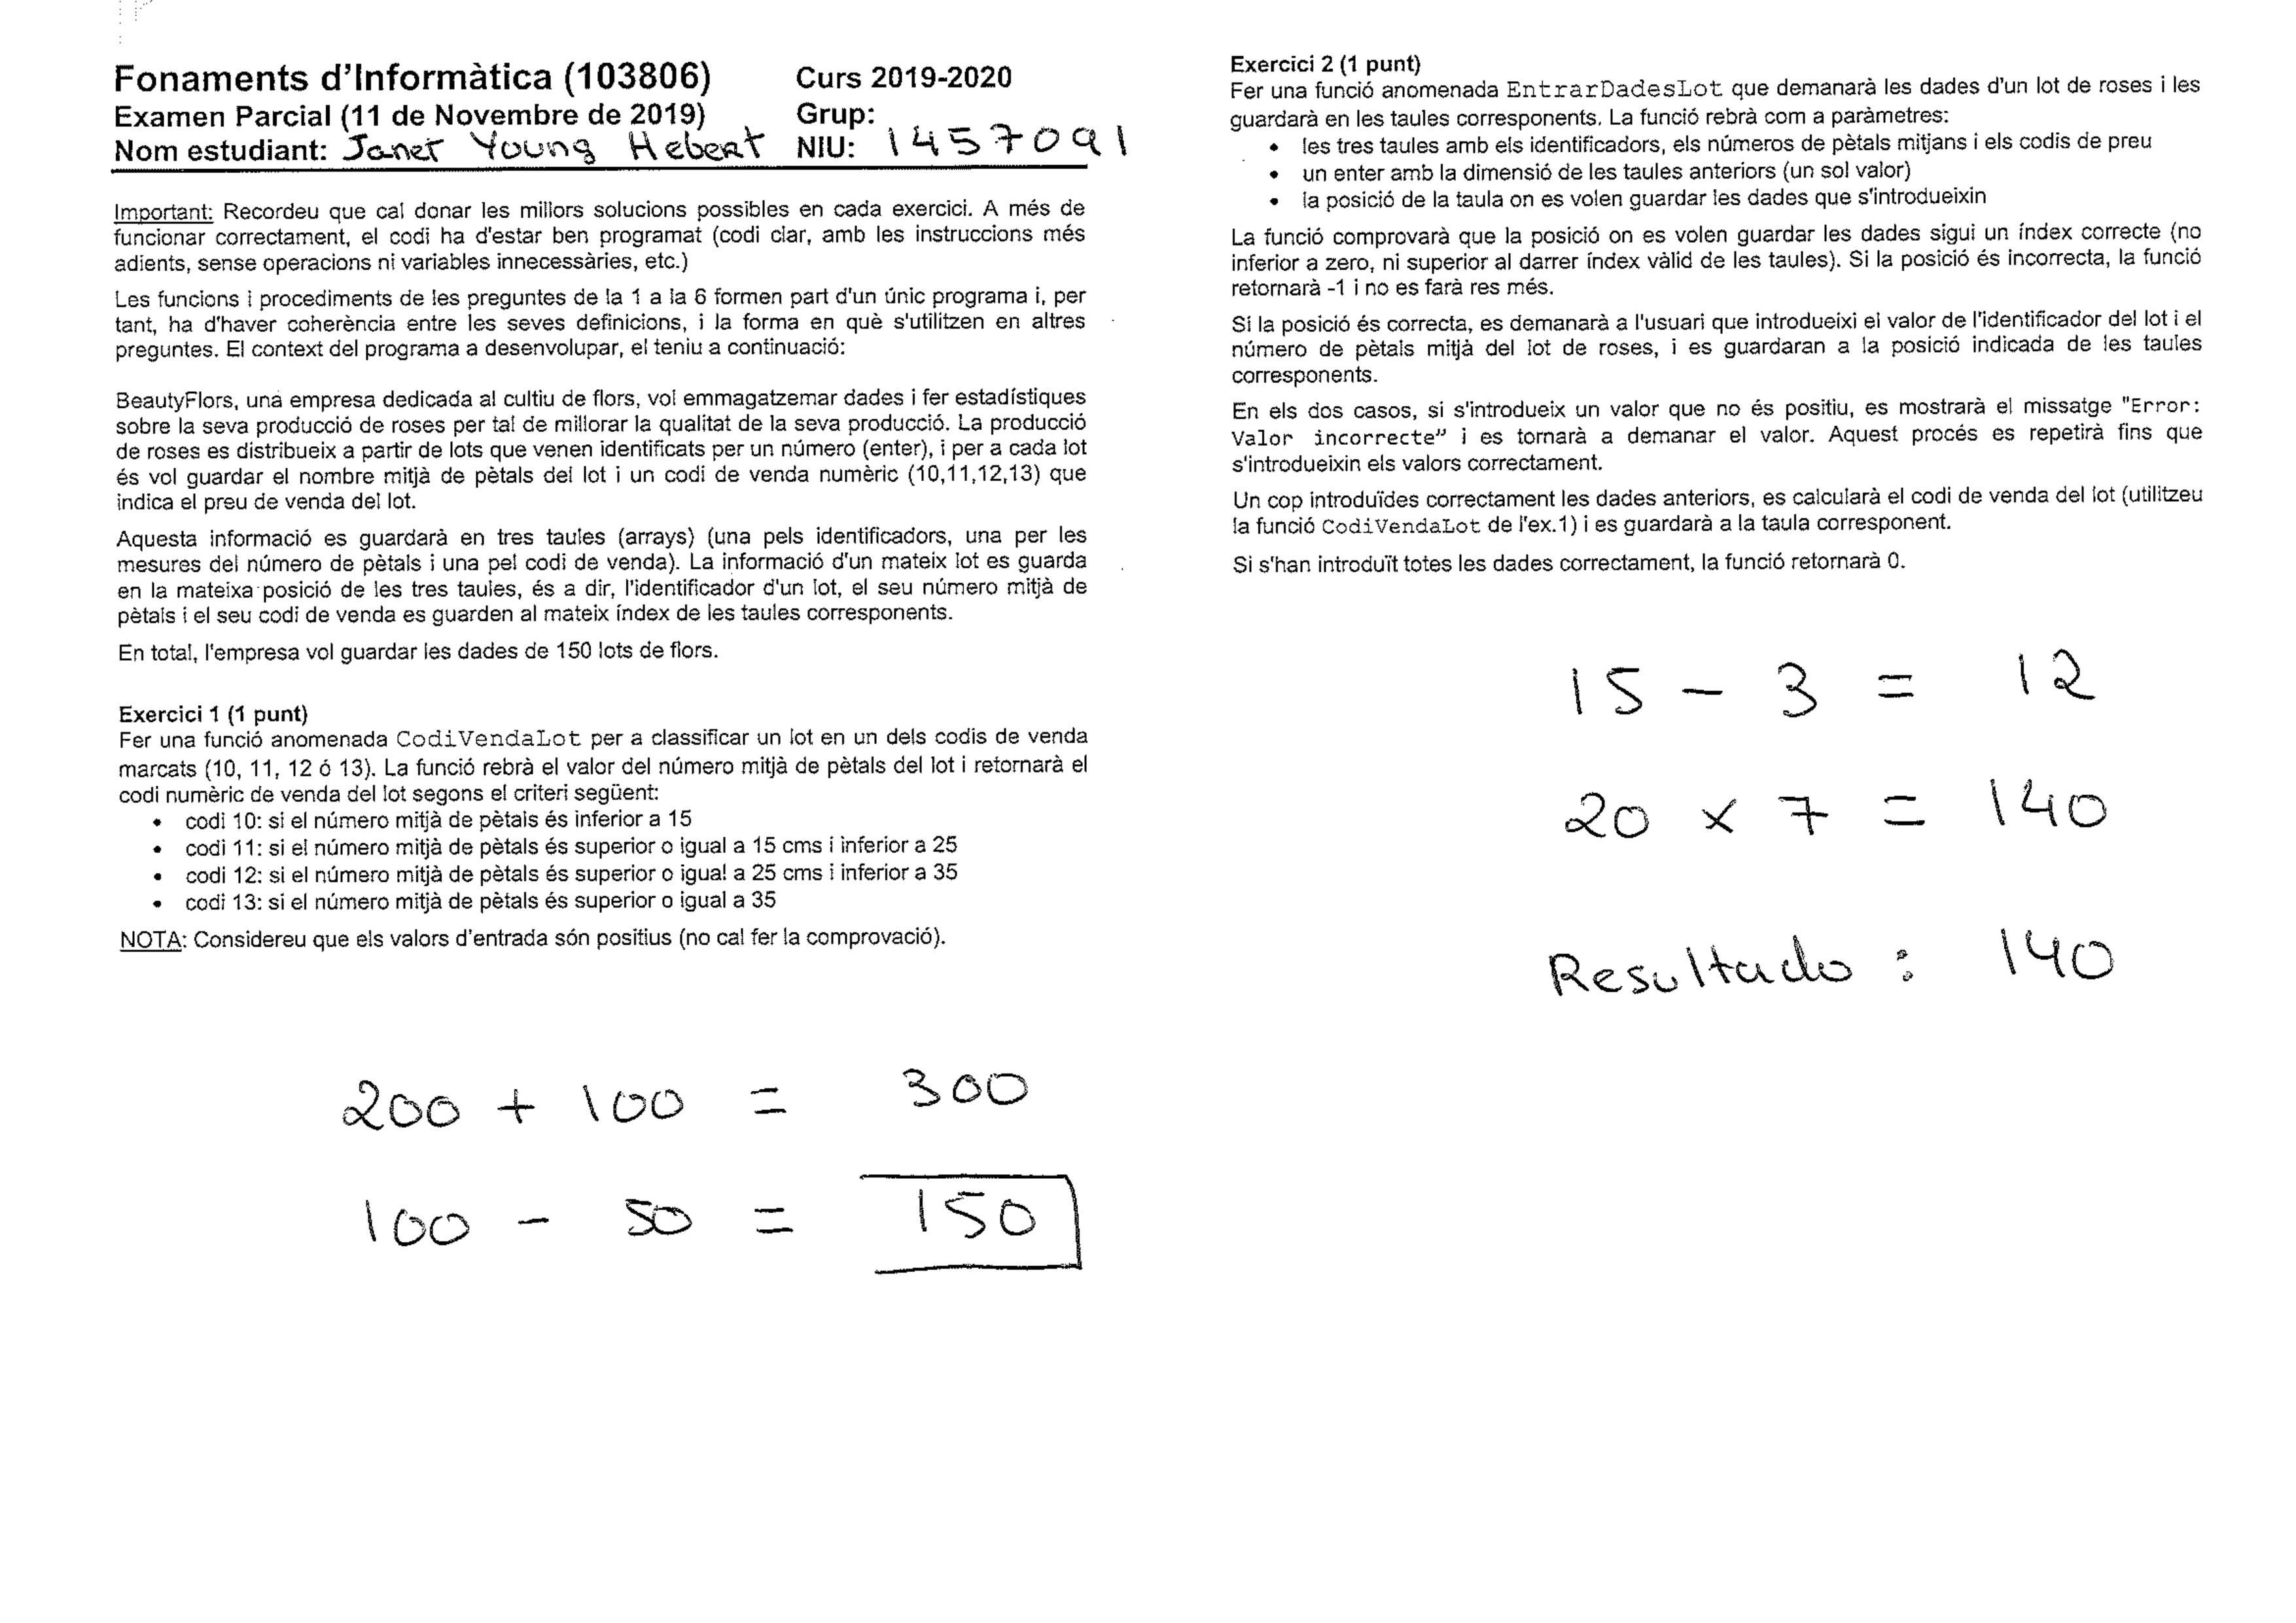 Fonaments d'Informàtica (103806) Curs 2019-2020
Examen Parcial (11 de Novembre de 2019) Grup:
Nom estudiant: Janet Young Hebert NIU: 1457091
Important: Recordeu que cal donar les millors solucions possibles en cada exercici. A més de
funcionar correctament, el codi ha d'estar ben programat (codi clar, amb les instruccions més
adients, sense operacions ni variables innecessàries, etc.)
Les funcions i procediments de les preguntes de la 1 a la 6 formen part d'un únic programa i, per
tant, ha d'haver coherència entre les seves definicions, i la forma en què s'utilitzen en altres
preguntes. El context del programa a desenvolupar, el teniu a continuació:
BeautyFlors, una empresa dedicada al cultiu de flors, vol emmagatzemar dades i fer estadístiques
sobre la seva producció de roses per tal de millorar la qualitat de la seva producció. La producció
de roses es distribueix a partir de lots que venen identificats per un número (enter), i per a cada lot
és vol guardar el nombre mitjà de pètals del lot i un codi de venda numèric (10,11,12,13) que
indica el preu de venda del lot.
Aquesta informació es guardarà en tres taules (arrays) (una pels identificadors, una per les
mesures del número de pètals i una pel codi de venda). La informació d'un mateix lot es guarda
en la mateixa posició de les tres taules, és a dir, l'identificador d'un lot, el seu número mitjà de
pètals i el seu codi de venda es guarden al mateix índex de les taules corresponents.
En total, l'empresa vol guardar les dades de 150 lots de flors.
Exercici 1 (1 punt)
Fer una funció anomenada CodiVendaLot per a classificar un lot en un dels codis de venda
marcats (10, 11, 12 ó 13). La funció rebrà el valor del número mitjà de pètals del lot i retornarà el
codi numèric de venda del lot segons el criteri següent:
• codi 10: si el número mitjà de pètals és inferior a 15
• codi 11: si el número mitjà de pètals és superior o igual a 15 cms i inferior a 25
• codi 12: si el número mitjà de pètals és superior o igual a 25 cms i inferior a 35
• codi 13: si el número mitjà de pètals és superior o igual a 35
NOTA: Considereu que els valors d'entrada són positius (no cal fer la comprovació).
200 + 100 = 300
100 - 50 = 150
Exercici 2 (1 punt)
Fer una funció anomenada EntrarDadesLot que demanarà les dades d'un lot de roses i les
guardarà en les taules corresponents. La funció rebrà com a paràmetres:
• les tres taules amb els identificadors, els números de pètals mitjans i els codis de preu
• un enter amb la dimensió de les taules anteriors (un sol valor)
• la posició de la taula on es volen guardar les dades que s'introdueixin
La funció comprovarà que la posició on es volen guardar les dades sigui un índex correcte (no
inferior a zero, ni superior al darrer índex vàlid de les taules). Si la posició és incorrecta, la funció
retornarà -1 i no es farà res més.
Si la posició és correcta, es demanarà a l'usuari que introdueixi el valor de l'identificador del lot i el
número de pètals mitjà del lot de roses, i es guardaran a la posició indicada de les taules
corresponents.
En els dos casos, si s'introdueix un valor que no és positiu, es mostrarà el missatge "Error:
Valor incorrecte" i es tornarà a demanar el valor. Aquest procés es repetirà fins que
s'introdueixin els valors correctament.
Un cop introduïdes correctament les dades anteriors, es calcularà el codi de venda del lot (utilitzeu
la funció CodiVendaLot de l'ex.1) i es guardarà a la taula corresponent.
Si s'han introduït totes les dades correctament, la funció retornarà 0.
15 - 3 = 12
20 x 7 = 140
Resultado : 140